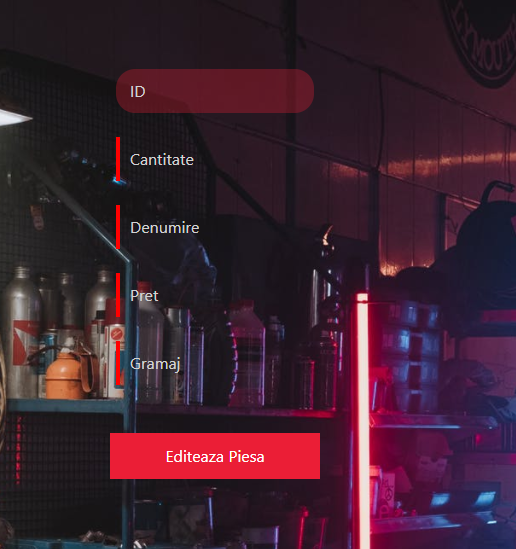 ID
Cantitate
Denumire
Pret
Gramaj
Editeaza Piesa